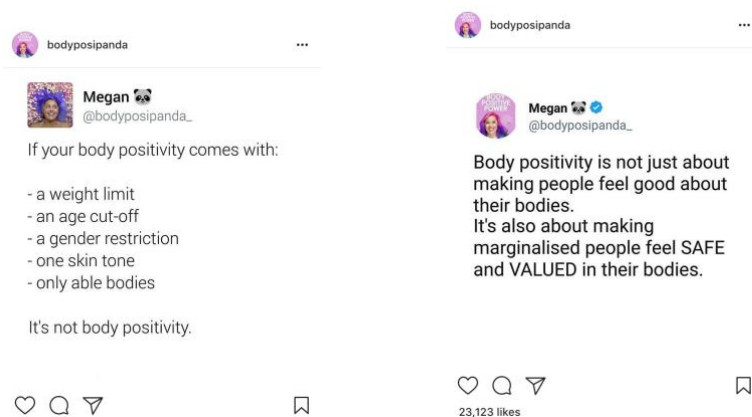 bodyposipanda
Megan 🐼
@bodyposipanda_
If your body positivity comes with:
- a weight limit
- an age cut-off
- a gender restriction
- one skin tone
- only able bodies
It's not body positivity.
bodyposipanda
POSITIVE
POWER
Megan 🐼
@bodyposipanda_
Body positivity is not just about
making people feel good about
their bodies.
It's also about making
marginalised people feel SAFE
and VALUED in their bodies.
23,123 likes